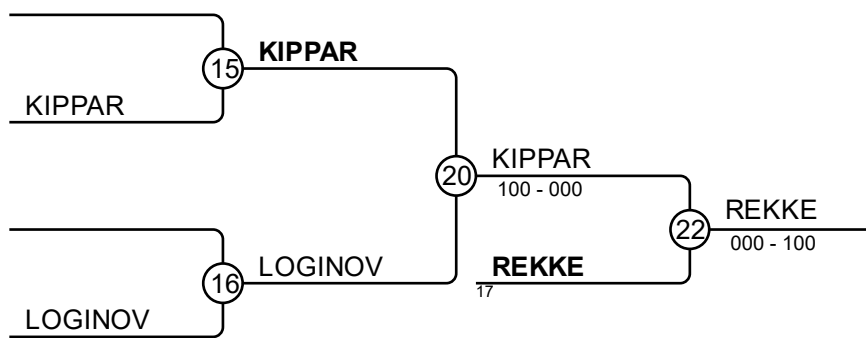 15
KIPPAR
KIPPAR
20
KIPPAR
100 - 000
22
REKKE
000 - 100
REKKE
17
16
LOGINOV
LOGINOV